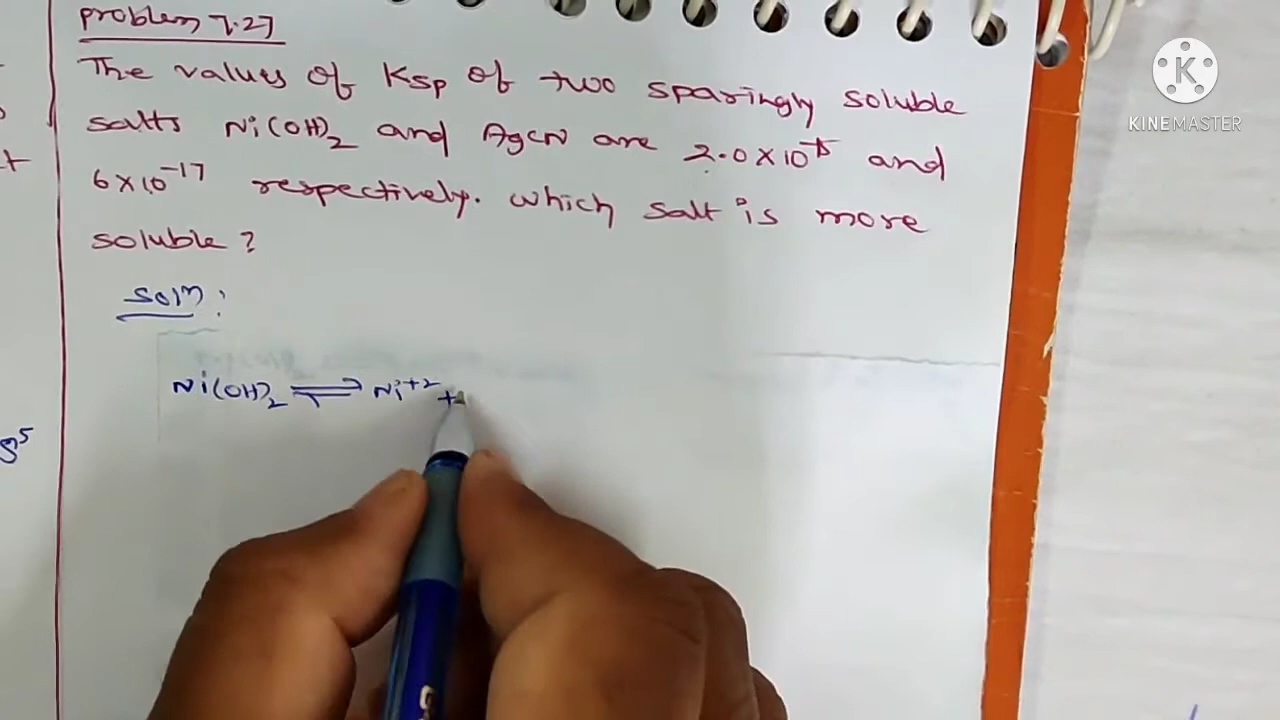 problem 7.27
The values of Ksp of two sparingly soluble
salts Ni(OH)2 and AgCN are 2.0×10-15 and
6×10-17 respectively. which salt is more
soluble?
Soln:
Ni(OH)2 ⇌ Ni+2 +
KINEMASTER